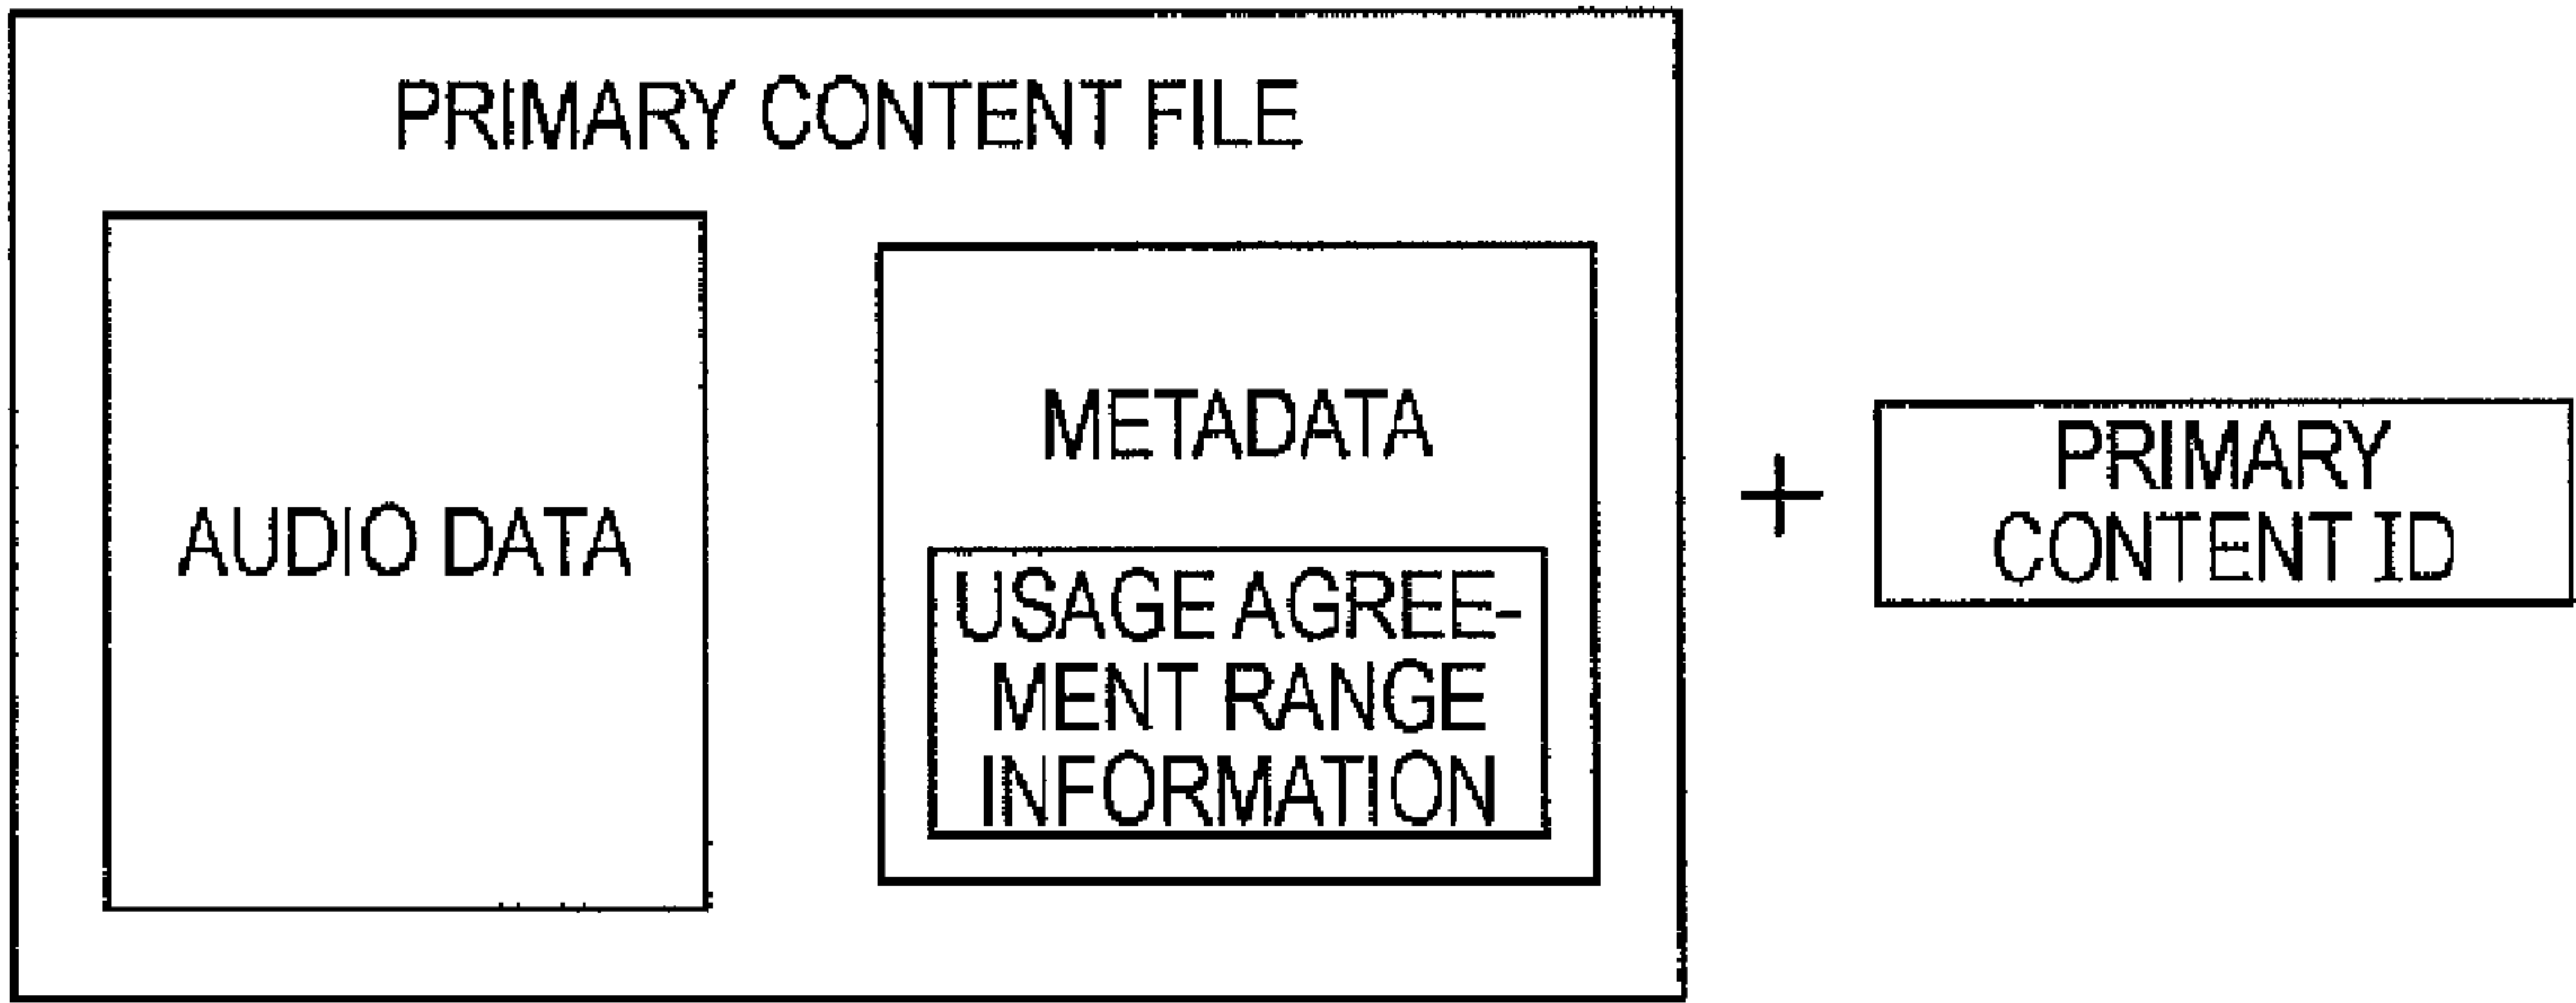 PRIMARY CONTENT FILE
AUDIO DATA
METADATA
USAGE AGREE-
MENT RANGE
INFORMATION
+
PRIMARY
CONTENT ID